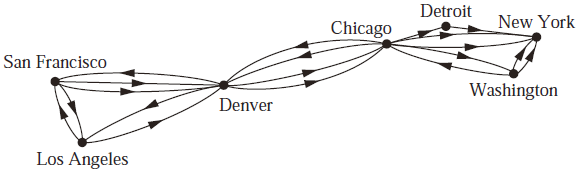 Detroit
Chicago
New York
San Francisco
Denver
Washington
Los Angeles